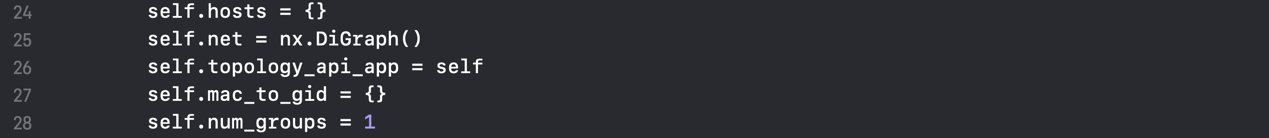 24 self.hosts = {}
25 self.net = nx.DiGraph()
26 self.topology_api_app = self
27 self.mac_to_gid = {}
28 self.num_groups = 1